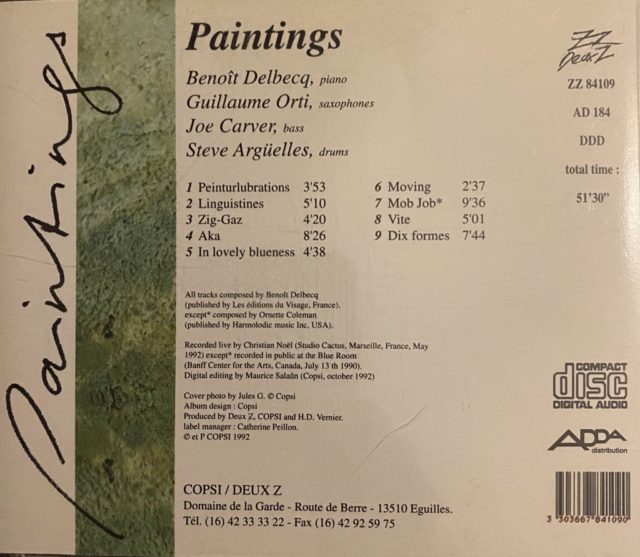 Paintings
Paintings
Benoît Delbecq, piano
Guillaume Orti, saxophones
Joe Carver, bass
Steve Argüelles, drums
1 Peinturlubrations 3'53
2 Linguistines 5'10
3 Zig-Gaz 4'20
4 Aka 8'26
5 In lovely blueness 4'38
6 Moving 2'37
7 Mob Job* 9'36
8 Vite 5'01
9 Dix formes 7'44
All tracks composed by Benoît Delbecq
(published by Les éditions du Visage, France).
except* composed by Ornette Coleman
(published by Harmolodic music Inc, USA).
Recorded live by Christian Noël (Studio Cactus, Marseille, France, May
1992) except* recorded in public at the Blue Room
(Banff Center for the Arts, Canada, July 13 th 1990).
Digital editing by Maurice Salaün (Copsi, october 1992)
Cover photo by Jules G. © Copsi
Album design : Copsi
Produced by Deux Z, COPSI and H.D. Vernier.
label manager : Catherine Peillon.
© et P COPSI 1992
COPSI / DEUX Z
Domaine de la Garde - Route de Berre - 13510 Eguilles.
Tél. (16) 42 33 33 22 - Fax (16) 42 92 59 75
ZZ
DeuxZ
ZZ 84109
AD 184
DDD
total time :
51'30"
COMPACT
disc
DIGITAL AUDIO
ADDA
distribution
3 303667 841090